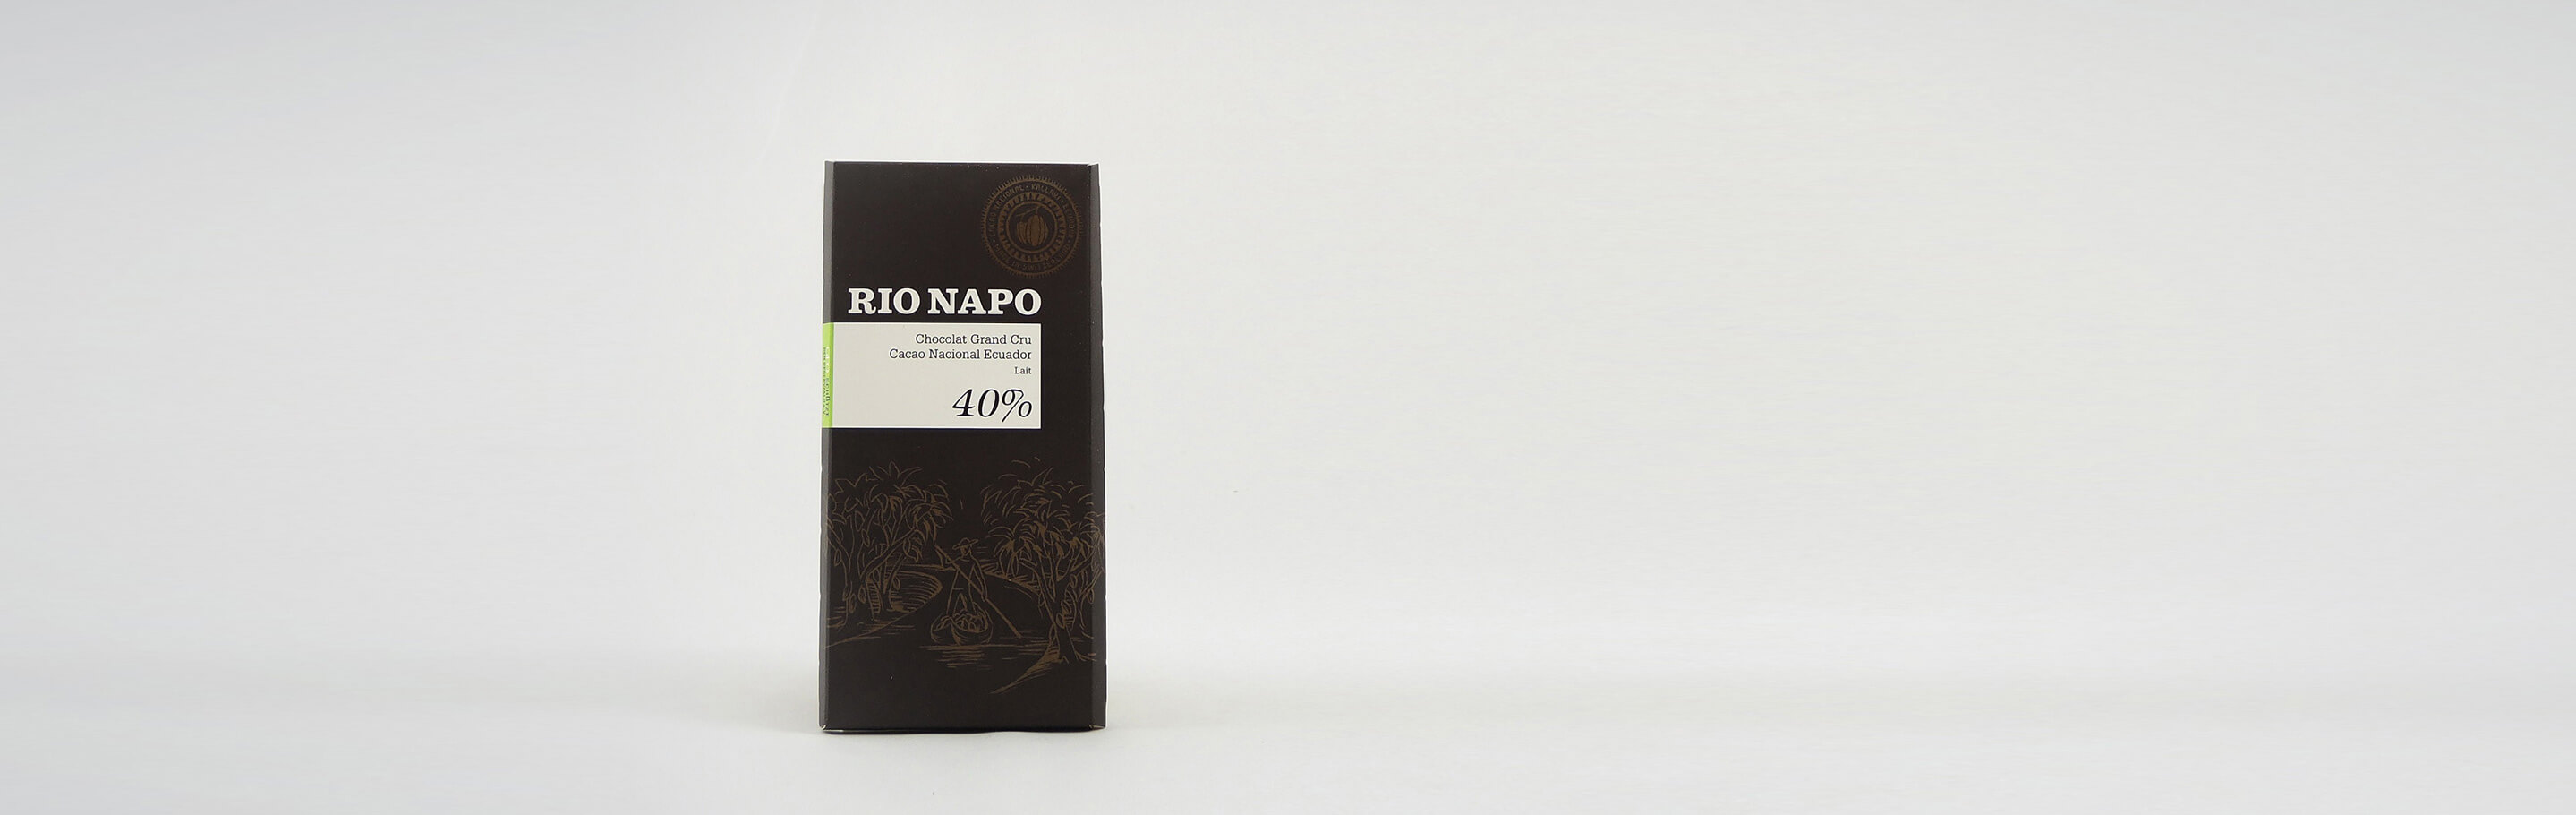 RIO NAPO
Chocolat Grand Cru
Cacao Nacional Ecuador
Lait
40%